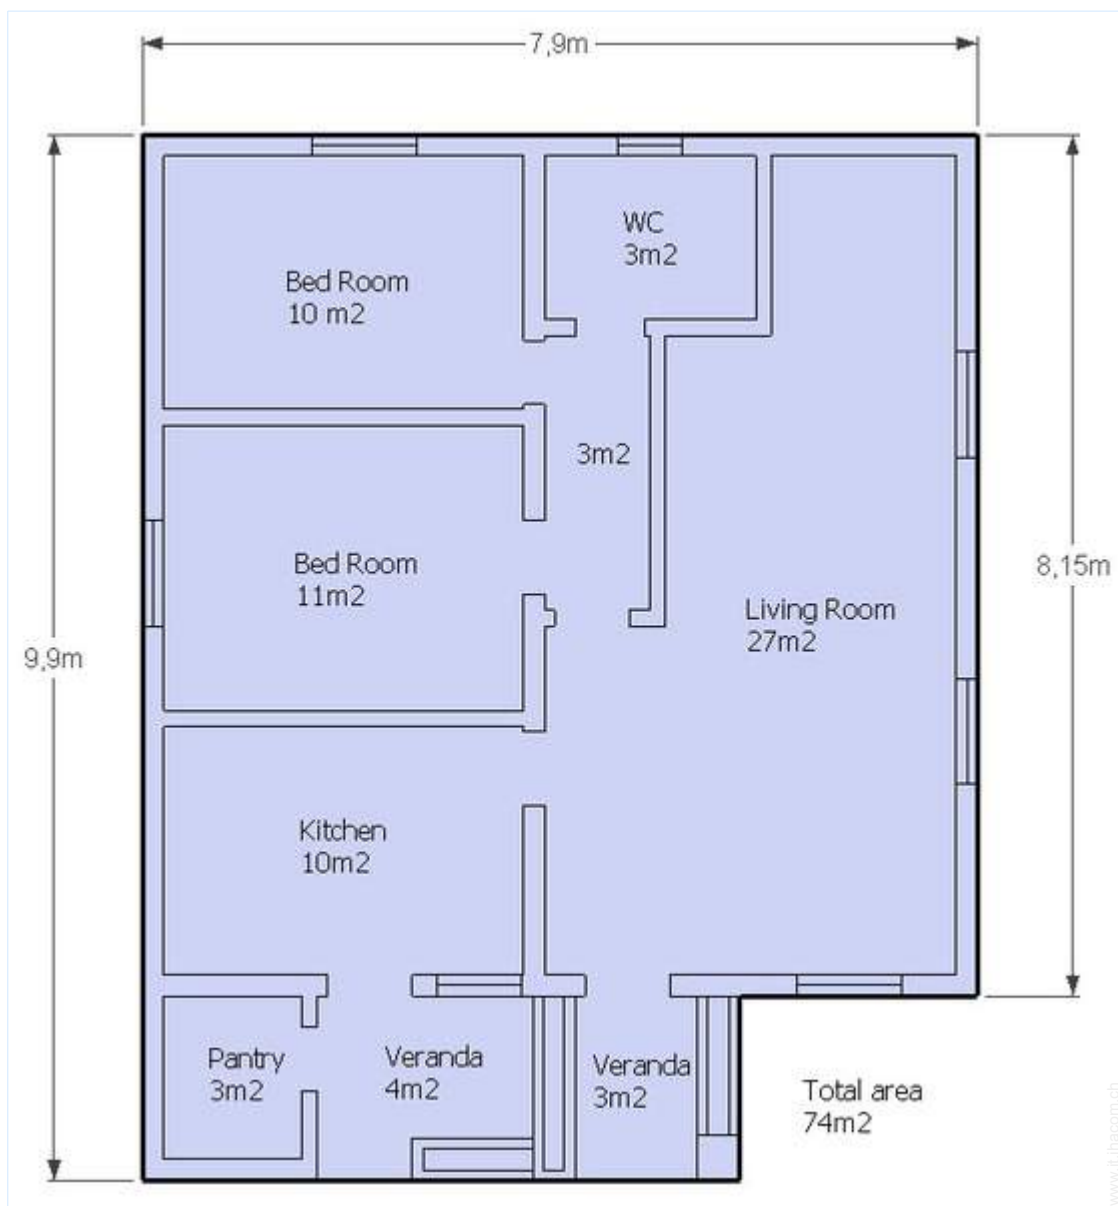 7,9m
WC
3m2
Bed Room
10 m2
3m2
8,15m
Bed Room
11m2
Living Room
27m2
9,9m
Kitchen
10m2
Pantry
3m2
Veranda
4m2
Veranda
3m2
Total area
74m2